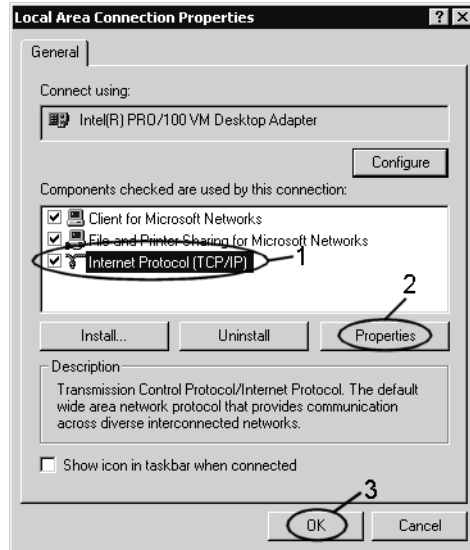 Local Area Connection Properties
General
Connect using:
Intel(R) PRO/100 VM Desktop Adapter
Configure
Components checked are used by this connection:
Client for Microsoft Networks
File and Printer Sharing for Microsoft Networks
Internet Protocol (TCP/IP)
1
2
Install... Uninstall Properties
Description
Transmission Control Protocol/Internet Protocol. The default
wide area network protocol that provides communication
across diverse interconnected networks.
Show icon in taskbar when connected
3
OK Cancel